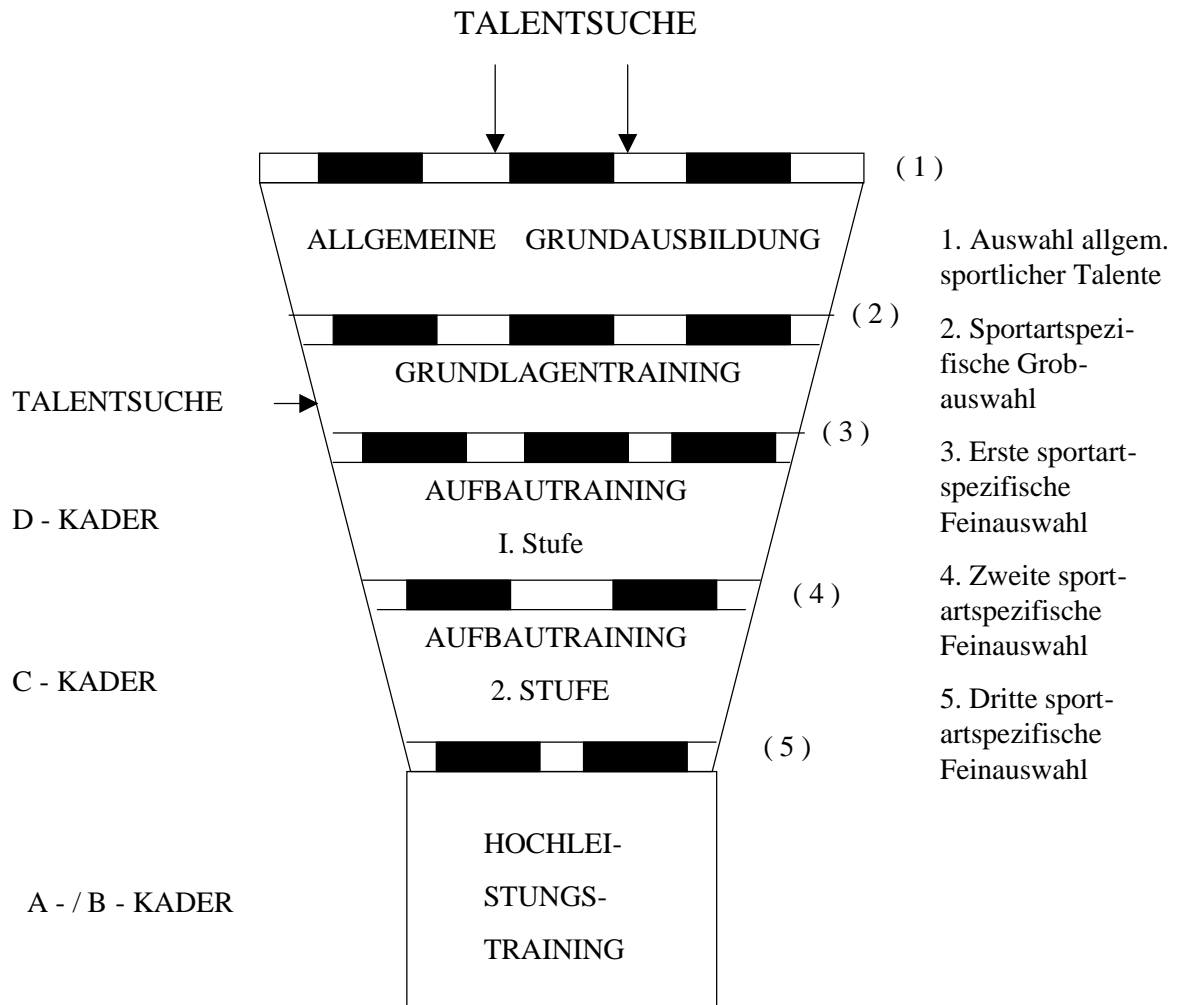 TALENTSUCHE
( 1 )
ALLGEMEINE GRUNDAUSBILDUNG
( 2 )
GRUNDLAGENTRAINING
TALENTSUCHE
( 3 )
AUFBAUTRAINING
D - KADER
I. Stufe
( 4 )
AUFBAUTRAINING
C - KADER
2. STUFE
( 5 )
HOCHLEI-
STUNGS-
TRAINING
A - / B - KADER
1. Auswahl allgem.
sportlicher Talente
2. Sportartspezi-
fische Grob-
auswahl
3. Erste sportart-
spezifische
Feinauswahl
4. Zweite sport-
artspezifische
Feinauswahl
5. Dritte sport-
artspezifische
Feinauswahl